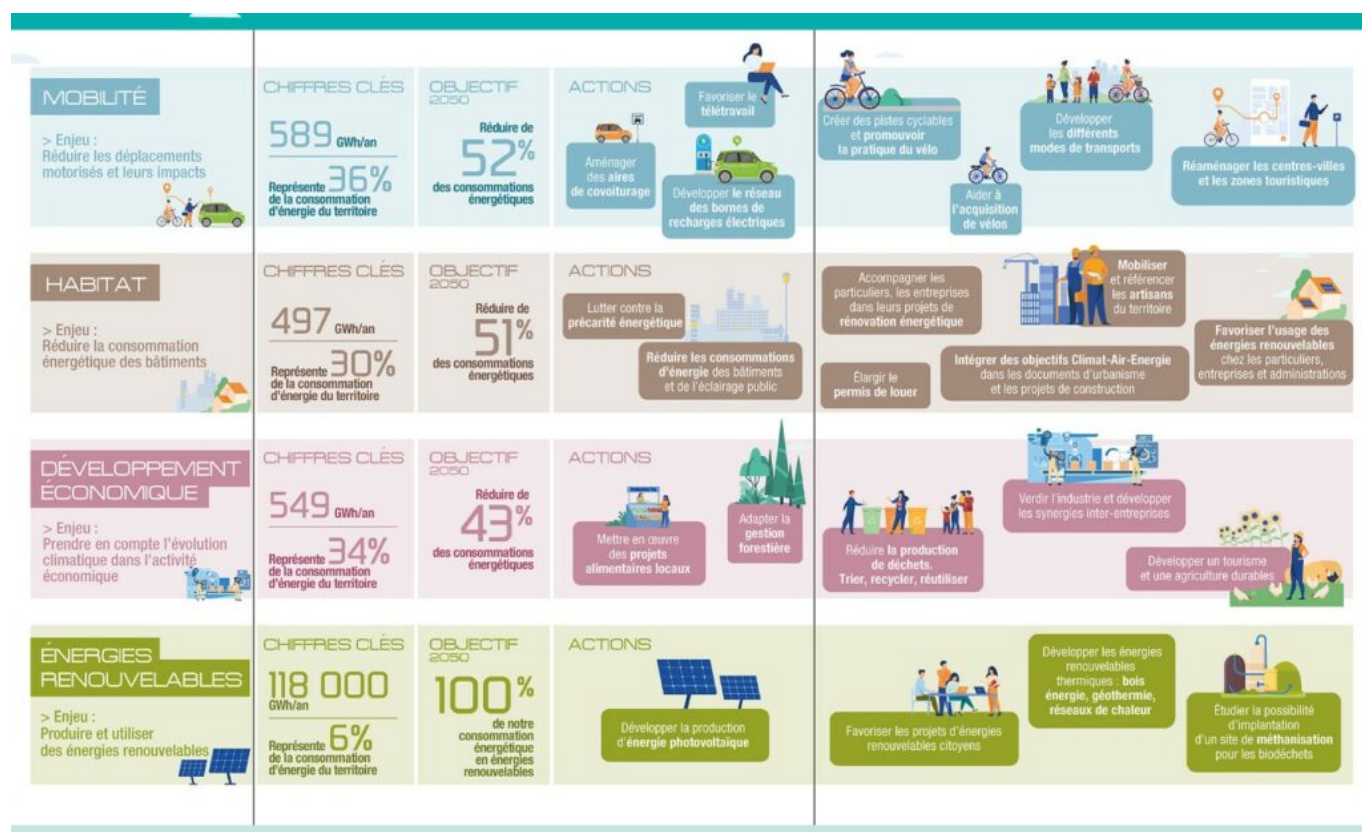 MOBILITÉ
> Enjeu :
Réduire les déplacements
motorisés et leurs impacts
CHIFFRES CLÉS
589 GWh/an
Représente 36%
de la consommation
d'énergie du territoire
OBJECTIF
2050
Réduire de
52%
des consommations
énergétiques
ACTIONS
Favoriser le
télétravail
Aménager
des aires
de covoiturage
Développer le réseau
des bornes de
recharges électriques
Créer des pistes cyclables
et promouvoir
la pratique du vélo
Aider à
l'acquisition
de vélos
Développer
les différents
modes de transports
Réaménager les centres-villes
et les zones touristiques
HABITAT
> Enjeu :
Réduire la consommation
énergétique des bâtiments
CHIFFRES CLÉS
497 GWh/an
Représente 30%
de la consommation
d'énergie du territoire
OBJECTIF
2050
Réduire de
51%
des consommations
énergétiques
ACTIONS
Lutter contre la
précarité énergétique
Réduire les consommations
d'énergie des bâtiments
et de l'éclairage public
Accompagner les
particuliers, les entreprises
dans leurs projets de
rénovation énergétique
Élargir le
permis de louer
Mobiliser
et référencer
les artisans
du territoire
Intégrer des objectifs Climat-Air-Energie
dans les documents d'urbanisme
et les projets de construction
Favoriser l'usage des
énergies renouvelables
chez les particuliers,
entreprises et administrations
DÉVELOPPEMENT
ÉCONOMIQUE
> Enjeu :
Prendre en compte l'évolution
climatique dans l'activité
économique
CHIFFRES CLÉS
549 GWh/an
Représente 34%
de la consommation
d'énergie du territoire
OBJECTIF
2050
Réduire de
43%
des consommations
énergétiques
ACTIONS
Mettre en œuvre
des projets
alimentaires locaux
Adapter la
gestion
forestière
Réduire la production
de déchets.
Trier, recycler, réutiliser
Verdir l'industrie et développer
les synergies inter-entreprises
Développer un tourisme
et une agriculture durables
ÉNERGIES
RENOUVELABLES
> Enjeu :
Produire et utiliser
des énergies renouvelables
CHIFFRES CLÉS
118 000
GWh/an
Représente 6%
de la consommation
d'énergie du territoire
OBJECTIF
2050
100%
de notre
consommation
énergétique
en énergies
renouvelables
ACTIONS
Développer la production
d'énergie photovoltaïque
Favoriser les projets d'énergies
renouvelables citoyens
Développer les énergies
renouvelables
thermiques : bois
énergie, géothermie,
réseaux de chaleur
Étudier la possibilité
d'implantation
d'un site de méthanisation
pour les biodéchets